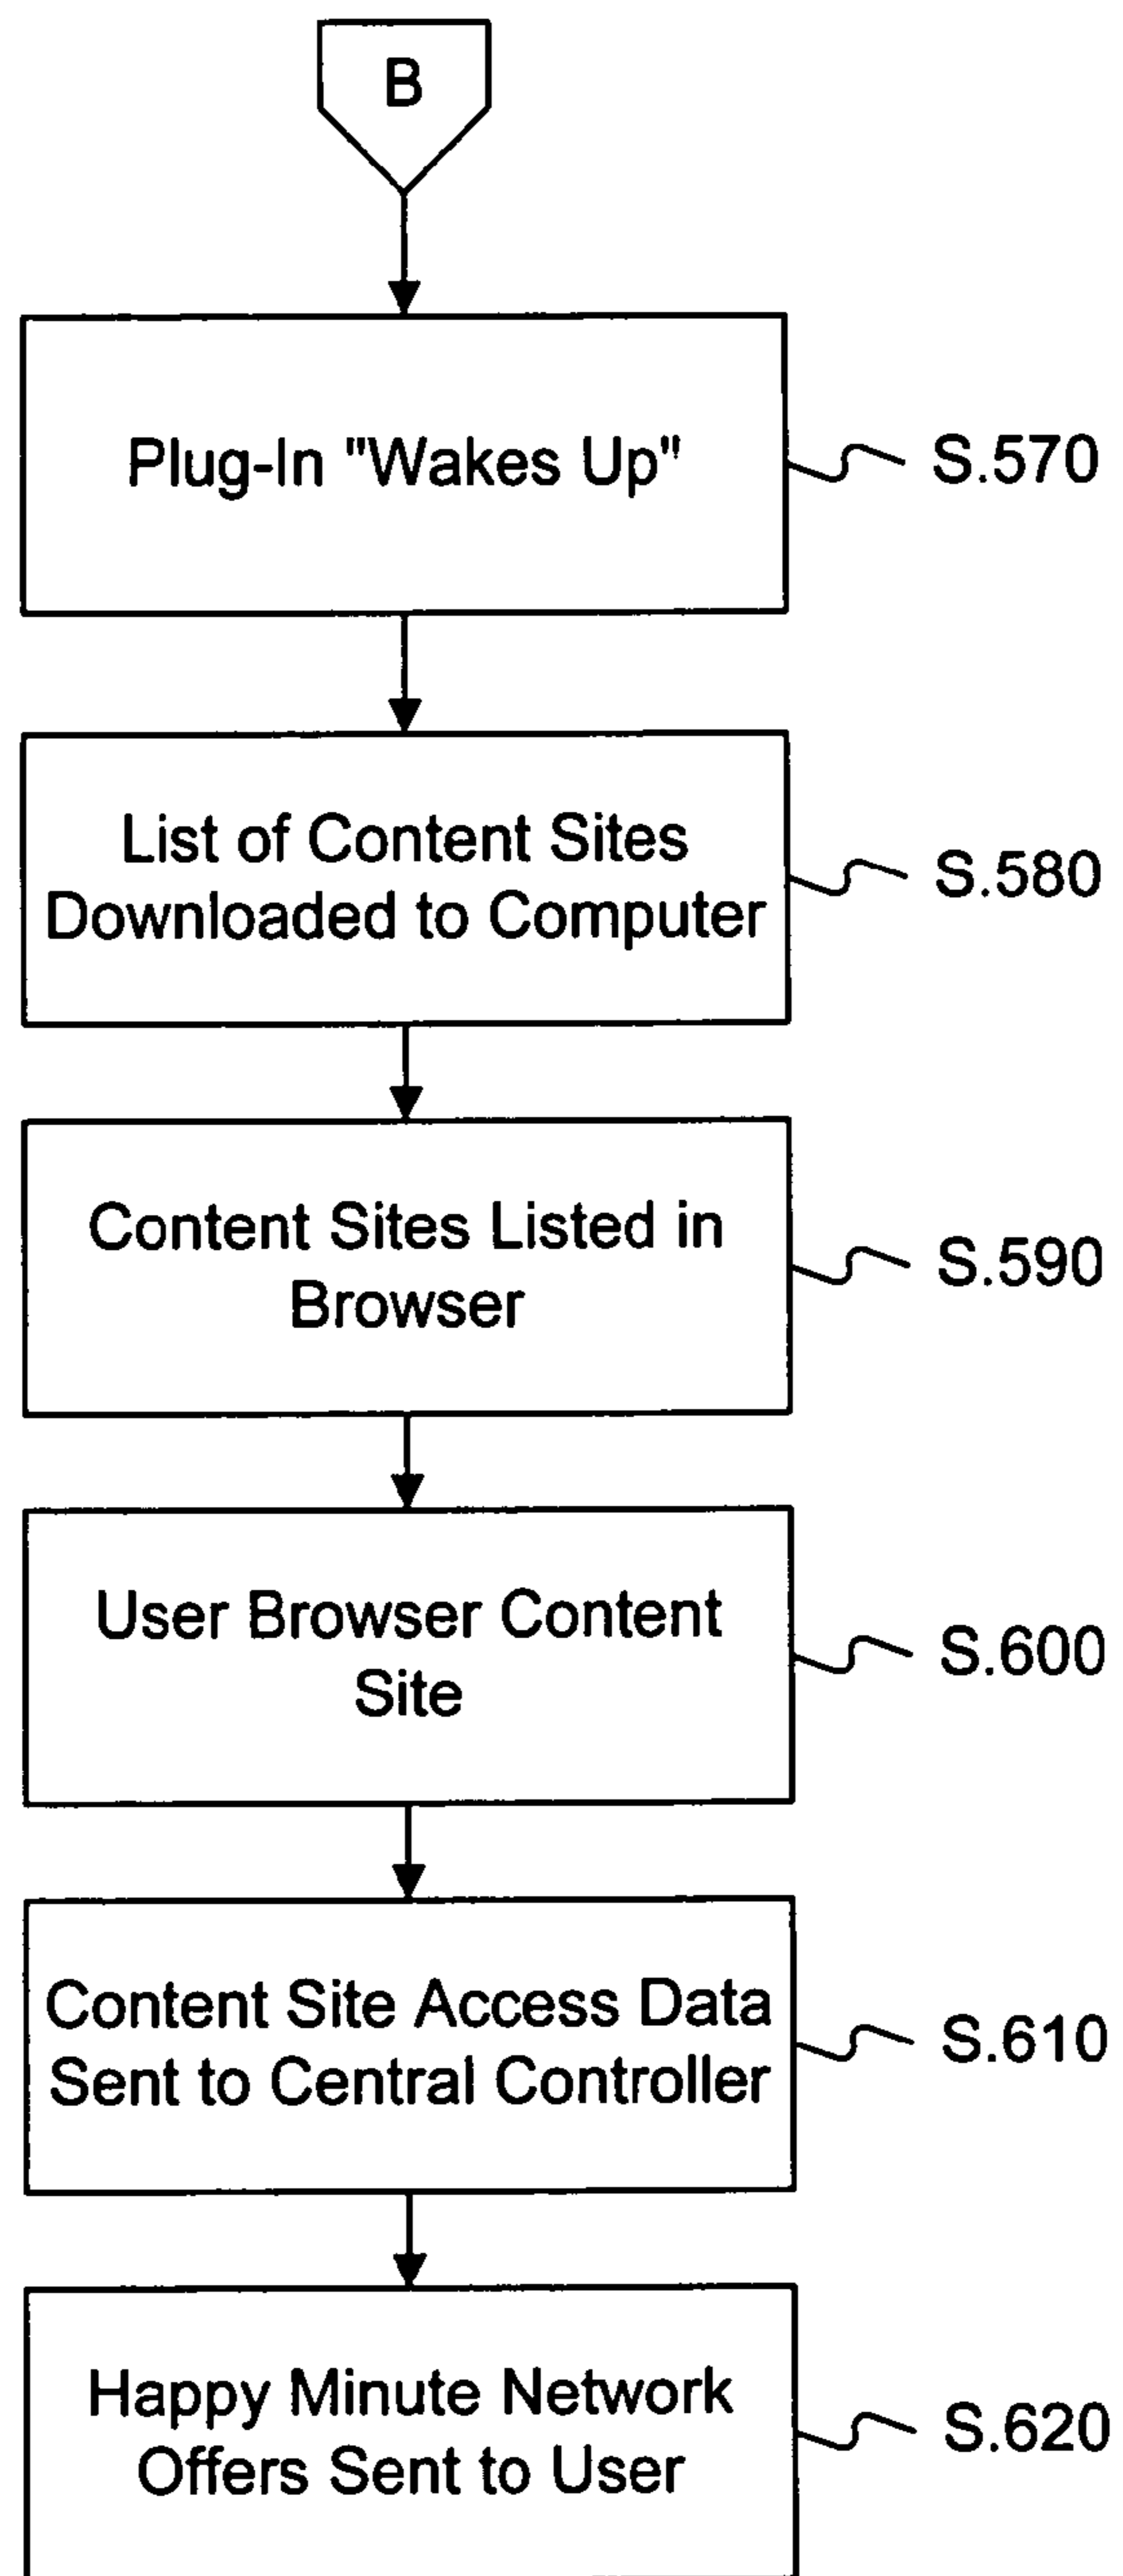 B
Plug-In "Wakes Up"
S.570
List of Content Sites
Downloaded to Computer
S.580
Content Sites Listed in
Browser
S.590
User Browser Content
Site
S.600
Content Site Access Data
Sent to Central Controller
S.610
Happy Minute Network
Offers Sent to User
S.620